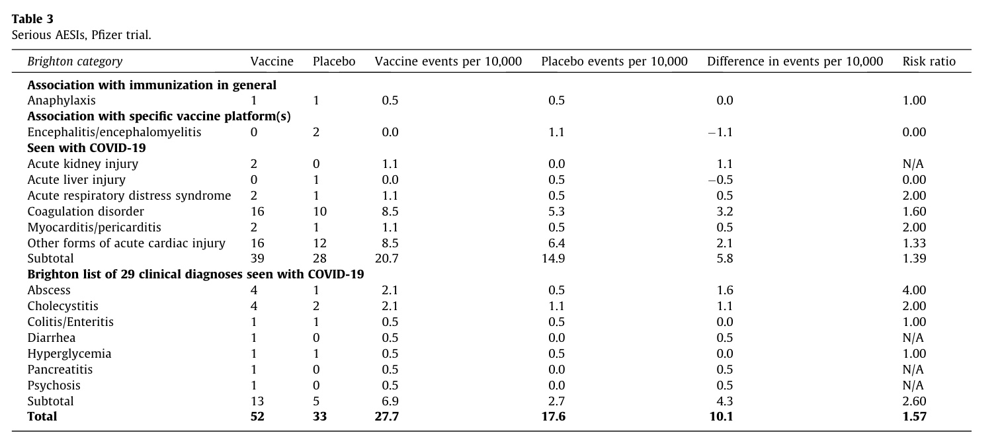 Table 3
Serious AESIs, Pfizer trial.
Brighton category Vaccine Placebo Vaccine events per 10,000 Placebo events per 10,000 Difference in events per 10,000 Risk ratio
Association with immunization in general
Anaphylaxis 1 1 0.5 0.5 0.0 1.00
Association with specific vaccine platform(s)
Encephalitis/encephalomyelitis 0 2 0.0 1.1 −1.1 0.00
Seen with COVID-19
Acute kidney injury 2 0 1.1 0.0 1.1 N/A
Acute liver injury 0 1 0.0 0.5 −0.5 0.00
Acute respiratory distress syndrome 2 1 1.1 0.5 0.5 2.00
Coagulation disorder 16 10 8.5 5.3 3.2 1.60
Myocarditis/pericarditis 2 1 1.1 0.5 0.5 2.00
Other forms of acute cardiac injury 16 12 8.5 6.4 2.1 1.33
Subtotal 39 28 20.7 14.9 5.8 1.39
Brighton list of 29 clinical diagnoses seen with COVID-19
Abscess 4 1 2.1 0.5 1.6 4.00
Cholecystitis 4 2 2.1 1.1 1.1 2.00
Colitis/Enteritis 1 1 0.5 0.5 0.0 1.00
Diarrhea 1 0 0.5 0.0 0.5 N/A
Hyperglycemia 1 1 0.5 0.5 0.0 1.00
Pancreatitis 1 0 0.5 0.0 0.5 N/A
Psychosis 1 0 0.5 0.0 0.5 N/A
Subtotal 13 5 6.9 2.7 4.3 2.60
Total 52 33 27.7 17.6 10.1 1.57